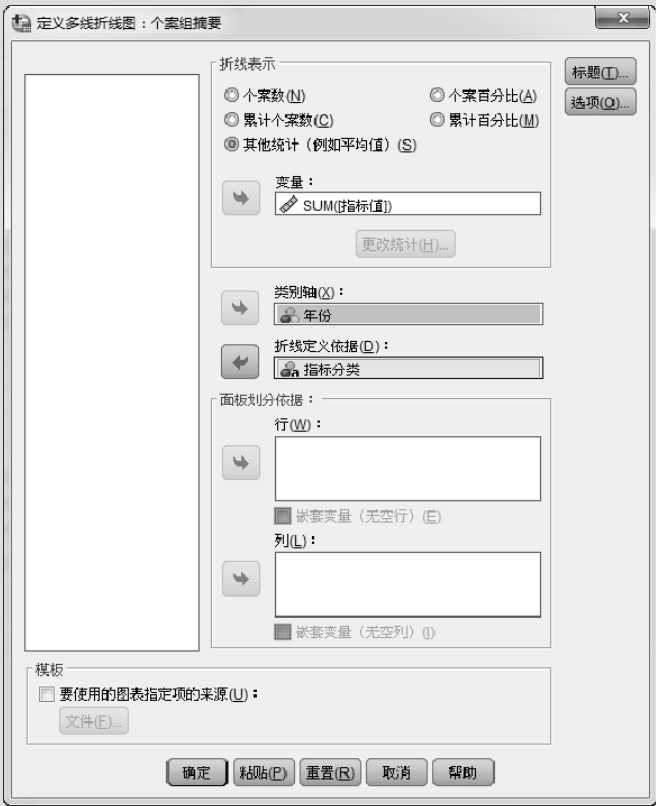 定义多线折线图：个案组摘要
折线表示
个案数(N)
个案百分比(A)
累计个案数(C)
累计百分比(M)
其他统计（例如平均值）(S)
变量：
SUM([指标值])
更改统计(H)...
类别轴(X)：
年份
折线定义依据(D)：
指标分类
面板划分依据：
行(W)：
嵌套变量（无空行）(E)
列(L)：
嵌套变量（无空列）(I)
标题(T)...
选项(O)...
模板
要使用的图表指定项的来源(U)：
文件(F)...
确定 粘贴(P) 重置(R) 取消 帮助